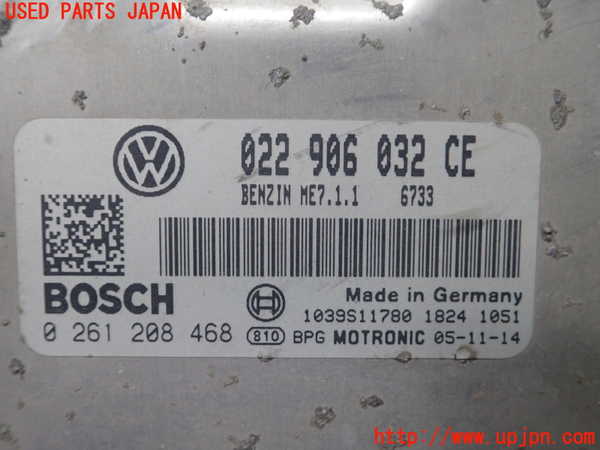 USED PARTS JAPAN
022 906 032 CE
BENZIN ME7.1.1 6733
BOSCH
Made in Germany
1039S11780 1824 1051
0 261 208 468 810 BPG MOTRONIC 05-11-14
http://www.upjpn.com